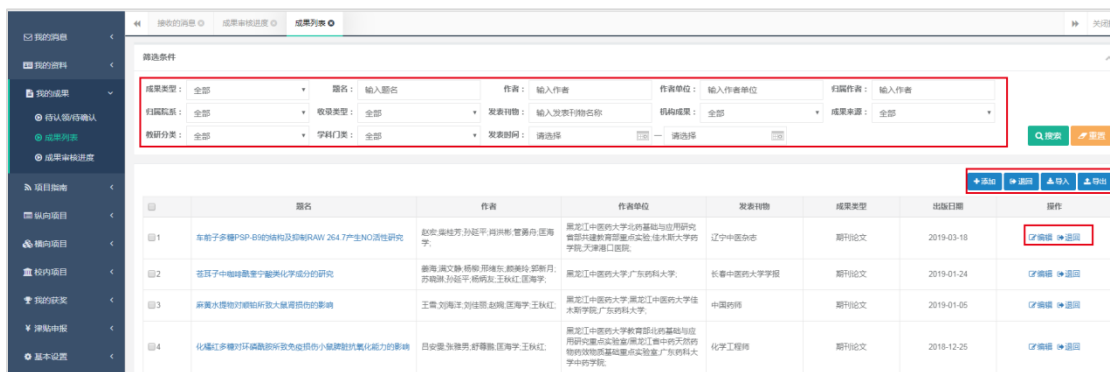 接收的消息 成果审核进度 成果列表 关闭
我的消息
我的资料
我的成果
待认领/待确认
成果列表
成果审核进度
项目指南
纵向项目
横向项目
校内项目
我的获奖
¥ 津贴申报
基本设置
筛选条件
成果类型： 全部 题名： 输入题名 作者： 输入作者 作者单位： 输入作者单位 归属作者： 输入作者
归属院系： 全部 收录类型： 全部 发表刊物： 输入发表刊物名称 机构成果： 全部 成果来源： 全部
教研分类： 全部 学科门类： 全部 发表时间： 请选择 — 请选择 搜索 重置
+添加 退回 导入 导出
题名 作者 作者单位 发表刊物 成果类型 出版日期 操作
1 车前子多糖PSP-B9的结构及抑制RAW 264.7产生NO活性研究 赵宏;柴桂芳;孙延平;肖洪彬;管晨丹;匡海学; 黑龙江中医药大学北药基础与应用研究省部共建教育部重点实验;佳木斯大学药学院;天津港口医院; 辽宁中医杂志 期刊论文 2019-03-18 编辑 退回
2 苍耳子中咖啡酰奎宁酸类化学成分的研究 姜海;满文静;杨柳;邢绪东;顾美玲;郭新月;苏晓琳;孙延平;杨炳友;王秋红;匡海学; 黑龙江中医药大学;广东药科大学; 长春中医药大学学报 期刊论文 2019-01-24 编辑 退回
3 麻黄水提物对顺铂所致大鼠肾损伤的影响 王雪;刘海洋;刘佳熙;赵婉;匡海学;王秋红; 黑龙江中医药大学;黑龙江中医药大学佳木斯学院;广东药科大学; 中国药师 期刊论文 2019-01-05 编辑 退回
4 化橘红多糖对环磷酰胺所致免疫损伤小鼠脾脏抗氧化能力的影响 吕安雯;张雅男;舒尊鹏;匡海学;王秋红; 黑龙江中医药大学教育部北药基础与应用研究重点实验室/黑龙江省中药天然药物药效物质基础重点实验室;广东药科大学中药学院; 化学工程师 期刊论文 2018-12-25 编辑 退回